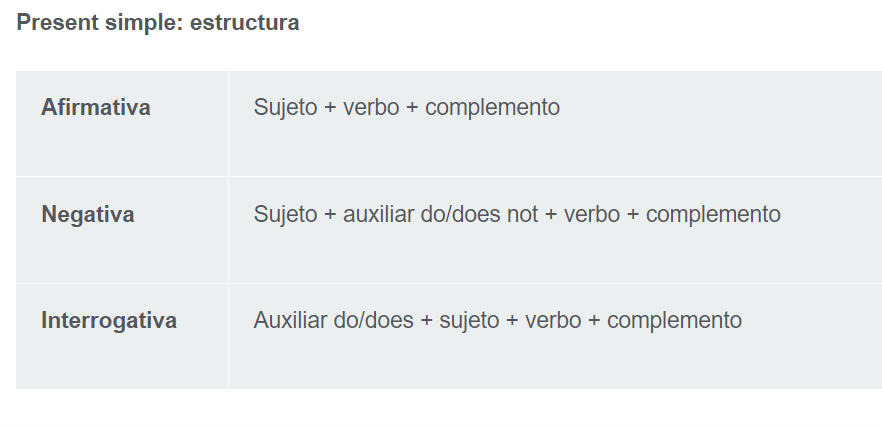 Present simple: estructura
Afirmativa Sujeto + verbo + complemento
Negativa Sujeto + auxiliar do/does not + verbo + complemento
Interrogativa Auxiliar do/does + sujeto + verbo + complemento